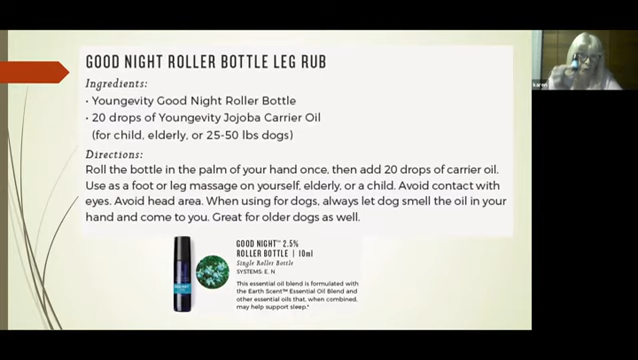 GOOD NIGHT ROLLER BOTTLE LEG RUB
Ingredients:
• Youngevity Good Night Roller Bottle
• 20 drops of Youngevity Jojoba Carrier Oil
(for child, elderly, or 25-50 lbs dogs)
Directions:
Roll the bottle in the palm of your hand once, then add 20 drops of carrier oil.
Use as a foot or leg massage on yourself, elderly, or a child. Avoid contact with
eyes. Avoid head area. When using for dogs, always let dog smell the oil in your
hand and come to you. Great for older dogs as well.
GOOD NIGHT™ 2.5%
ROLLER BOTTLE | 10ml
Single Roller Bottle
SYSTEMS: E, N
This essential oil blend is formulated with
the Earth Scent™ Essential Oil Blend and
other essential oils that, when combined,
may help support sleep.*